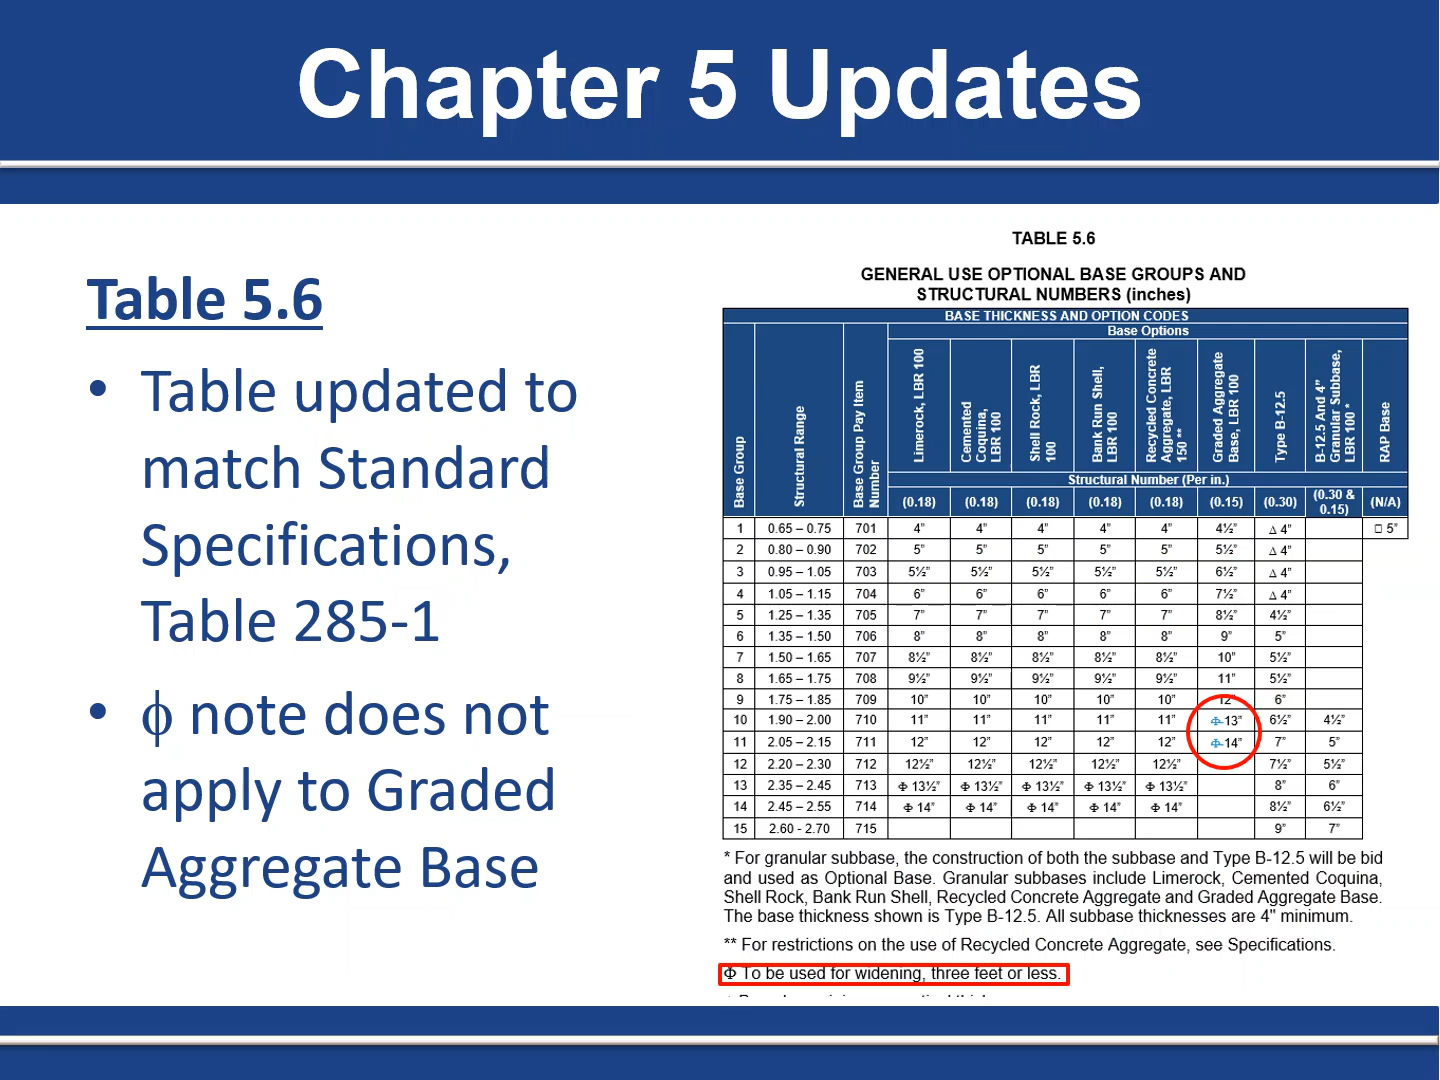 Chapter 5 Updates
Table 5.6
• Table updated to
match Standard
Specifications,
Table 285-1
• ϕ note does not
apply to Graded
Aggregate Base
TABLE 5.6
GENERAL USE OPTIONAL BASE GROUPS AND
STRUCTURAL NUMBERS (inches)
BASE THICKNESS AND OPTION CODES
Base Options
Base Group
Structural Range
Base Group Pay Item
Number
Limerock, LBR 100
Cemented
Coquina,
LBR 100
Shell Rock, LBR
100
Bank Run Shell,
LBR 100
Recycled Concrete
Aggregate, LBR
150 **
Graded Aggregate
Base, LBR 100
Type B-12.5
B-12.5 And 4”
Granular Subbase,
LBR 100 *
RAP Base
Structural Number (Per in.)
(0.18) (0.18) (0.18) (0.18) (0.18) (0.15) (0.30) (0.30 &
0.15) (N/A)
1 0.65 – 0.75 701 4” 4” 4” 4” 4” 4½” Δ 4” □ 5”
2 0.80 – 0.90 702 5” 5” 5” 5” 5” 5½” Δ 4”
3 0.95 – 1.05 703 5½” 5½” 5½” 5½” 5½” 6½” Δ 4”
4 1.05 – 1.15 704 6” 6” 6” 6” 6” 7½” Δ 4”
5 1.25 – 1.35 705 7” 7” 7” 7” 7” 8½” 4½”
6 1.35 – 1.50 706 8” 8” 8” 8” 8” 9” 5”
7 1.50 – 1.65 707 8½” 8½” 8½” 8½” 8½” 10” 5½”
8 1.65 – 1.75 708 9½” 9½” 9½” 9½” 9½” 11” 5½”
9 1.75 – 1.85 709 10” 10” 10” 10” 10” 12” 6”
10 1.90 – 2.00 710 11” 11” 11” 11” 11” Φ 13” 6½” 4½”
11 2.05 – 2.15 711 12” 12” 12” 12” 12” Φ 14” 7” 5”
12 2.20 – 2.30 712 12½” 12½” 12½” 12½” 12½” 7½” 5½”
13 2.35 – 2.45 713 Φ 13½” Φ 13½” Φ 13½” Φ 13½” Φ 13½” 8” 6”
14 2.45 – 2.55 714 Φ 14” Φ 14” Φ 14” Φ 14” Φ 14” 8½” 6½”
15 2.60 - 2.70 715 9” 7”
* For granular subbase, the construction of both the subbase and Type B-12.5 will be bid
and used as Optional Base. Granular subbases include Limerock, Cemented Coquina,
Shell Rock, Bank Run Shell, Recycled Concrete Aggregate and Graded Aggregate Base.
The base thickness shown is Type B-12.5. All subbase thicknesses are 4" minimum.
** For restrictions on the use of Recycled Concrete Aggregate, see Specifications.
Φ To be used for widening, three feet or less.